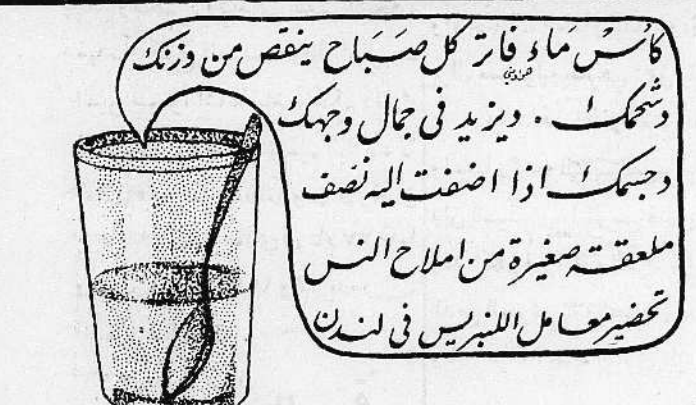 كأس ماء فاتر كل صباح ينقص من وزنك
وشحمك . ويزيد في جمال وجهك
وجسمك اذا اضفت اليه نصف
ملعقة صغيرة من املاح النس
تحضير معامل اللنبريس في لندن